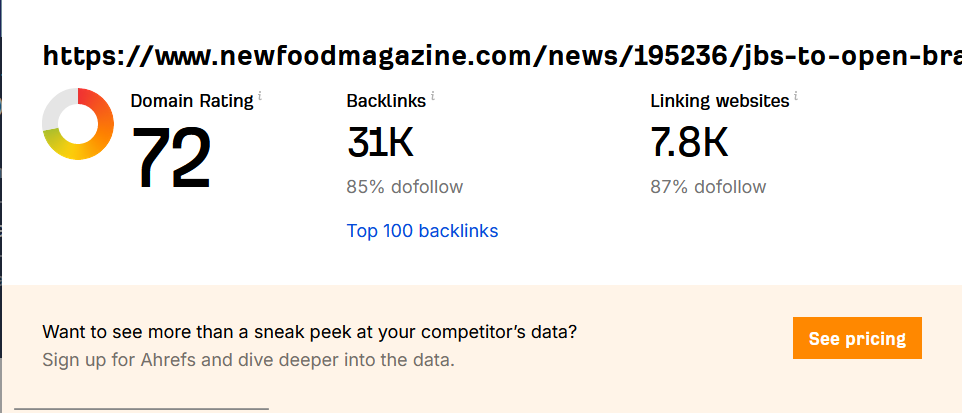 https://www.newfoodmagazine.com/news/195236/jbs-to-open-bra
Domain Rating i
72
Backlinks i
31K
85% dofollow
Top 100 backlinks
Linking websites i
7.8K
87% dofollow
Want to see more than a sneak peek at your competitor’s data?
Sign up for Ahrefs and dive deeper into the data.
See pricing